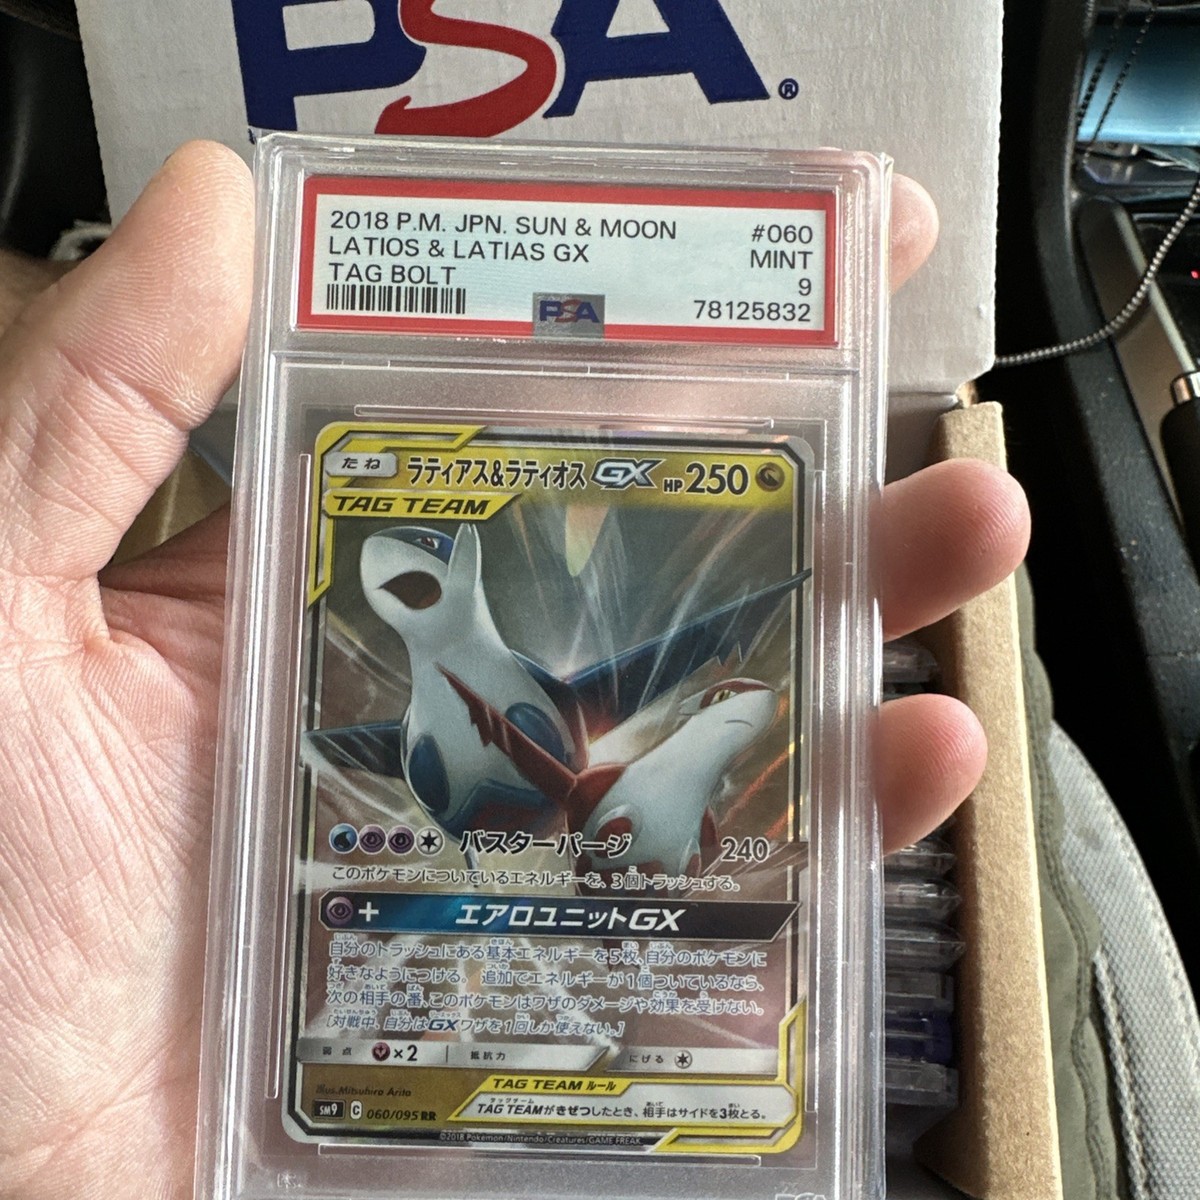 PSA®
2018 P.M. JPN. SUN & MOON #060
LATIOS & LATIAS GX MINT
TAG BOLT 9
PSA 78125832
たね ラティアス&ラティオスGX HP250
TAG TEAM
バスターパージ 240
このポケモンについているエネルギーを、3個トラッシュする。
+ エアロユニットGX
自分のトラッシュにある基本エネルギーを5枚、自分のポケモンに
好きなようにつける。 追加でエネルギーが1個ついているなら、
次の相手の番、このポケモンはワザのダメージや効果を受けない。
[対戦中、自分はGXワザを1回しか使えない。]
弱点 ×2 抵抗力 にげる
Illus.Mitsuhiro Arita
TAG TEAM ルール
TAG TEAMがきぜつしたとき、相手はサイドを3枚とる。
SM9 C 060/095 RR
©2018 Pokémon/Nintendo/Creatures/GAME FREAK.